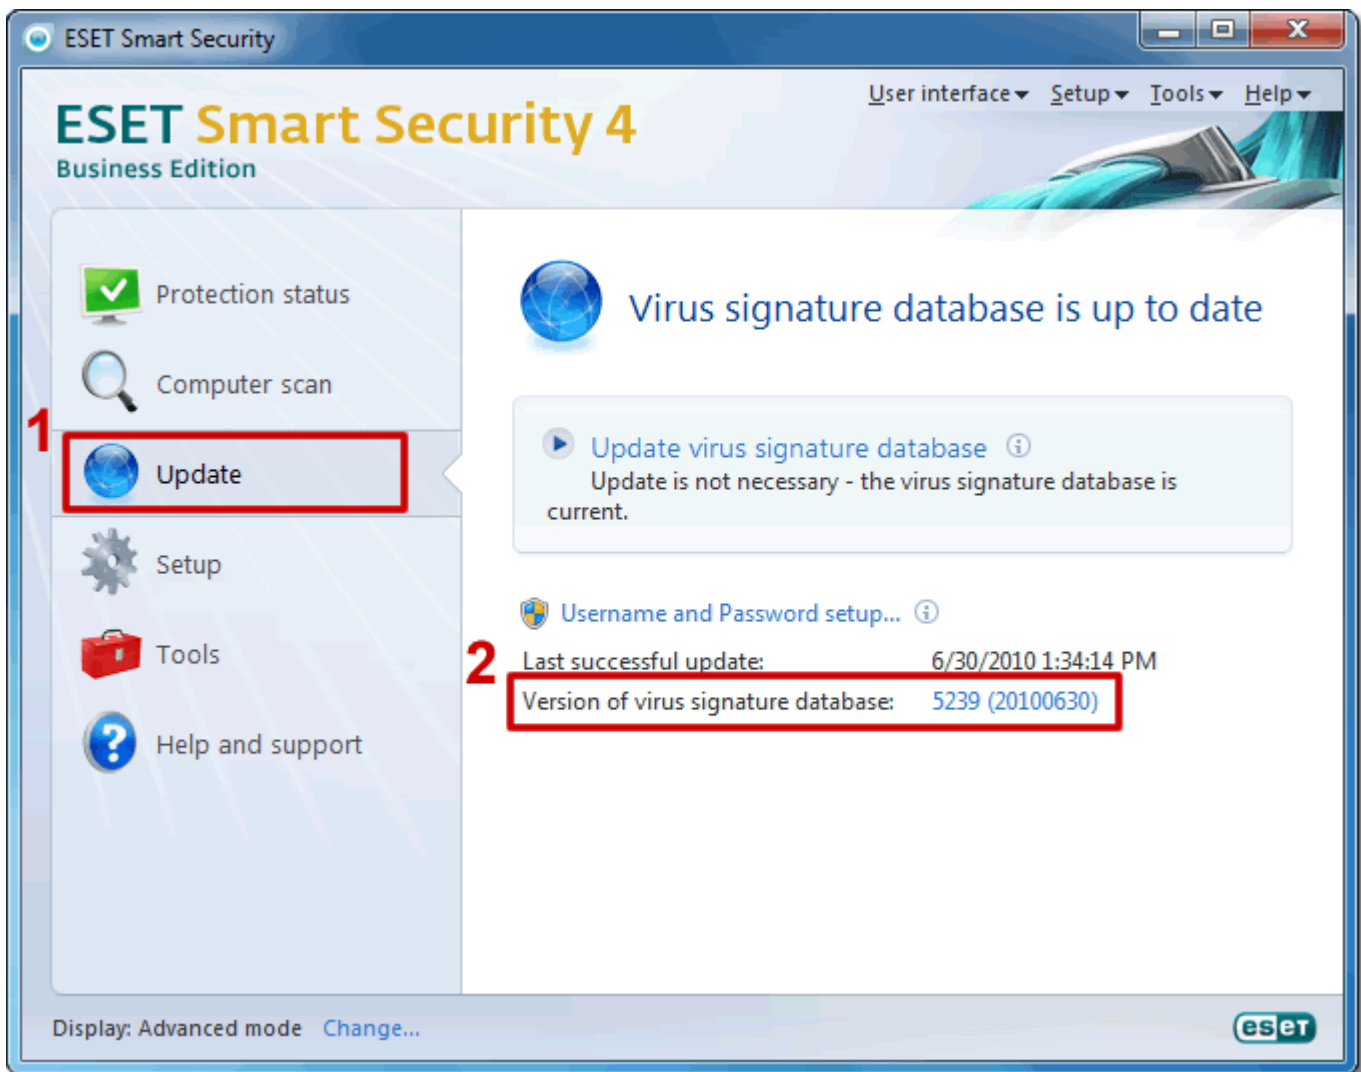 ESET Smart Security
User interface Setup Tools Help
ESET Smart Security 4
Business Edition
Protection status
Computer scan
1
Update
Setup
Tools
Help and support
Virus signature database is up to date
Update virus signature database
Update is not necessary - the virus signature database is
current.
Username and Password setup...
2
Last successful update: 6/30/2010 1:34:14 PM
Version of virus signature database: 5239 (20100630)
Display: Advanced mode Change...
eset